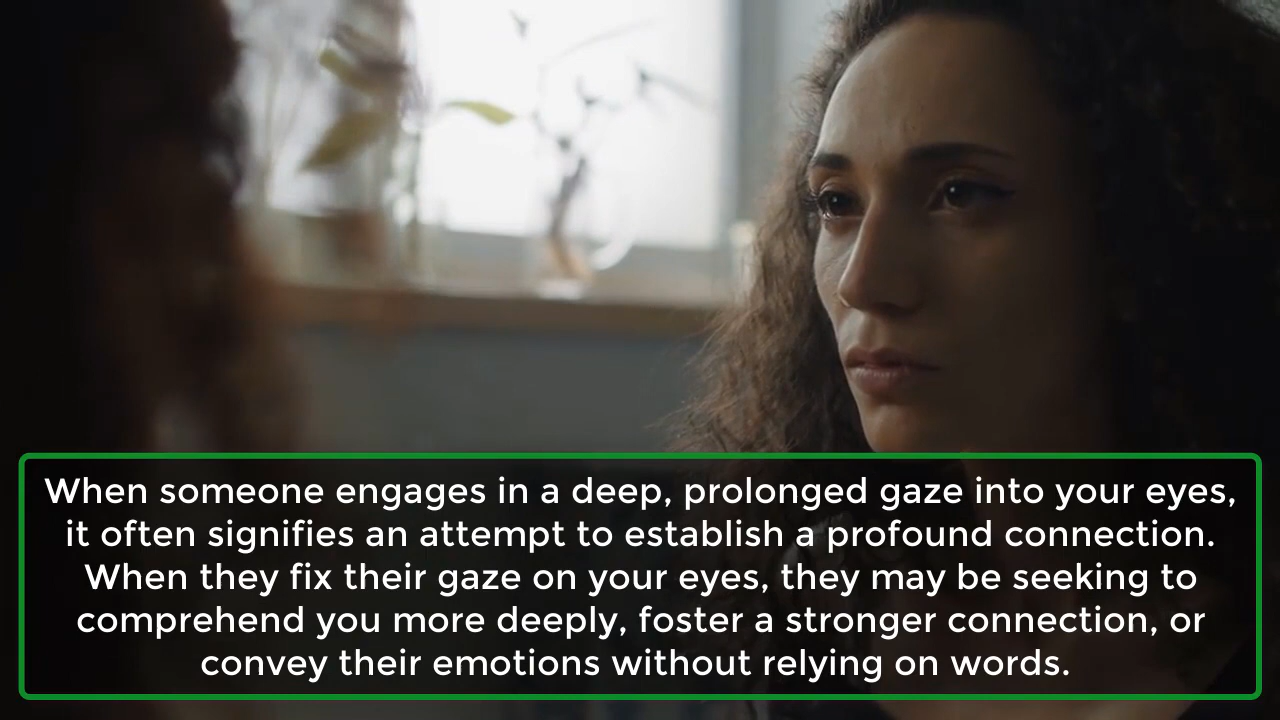 When someone engages in a deep, prolonged gaze into your eyes,
it often signifies an attempt to establish a profound connection.
When they fix their gaze on your eyes, they may be seeking to
comprehend you more deeply, foster a stronger connection, or
convey their emotions without relying on words.